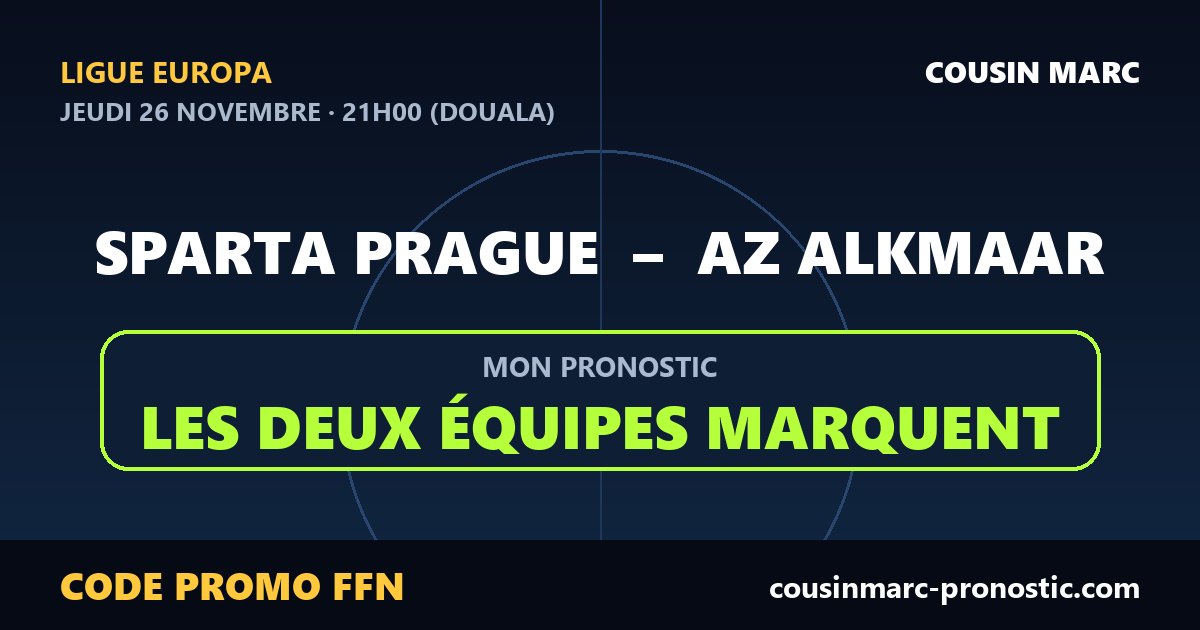 LIGUE EUROPA
COUSIN MARC
JEUDI 26 NOVEMBRE · 21H00 (DOUALA)
SPARTA PRAGUE – AZ ALKMAAR
MON PRONOSTIC
LES DEUX ÉQUIPES MARQUENT
CODE PROMO FFN
cousinmarc-pronostic.com